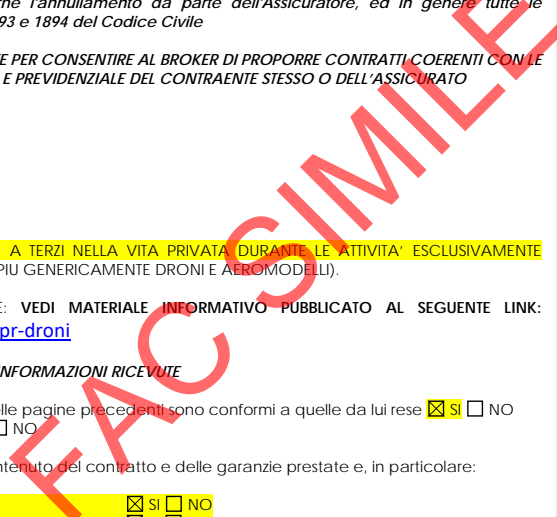 l'annullamento da parte dell'Assicuratore, ed in genere tutte le
93 e 1894 del Codice Civile
PER CONSENTIRE AL BROKER DI PROPORRE CONTRATTI COERENTI CON LE
E PREVIDENZIALE DEL CONTRAENTE STESSO O DELL'ASSICURATO
A TERZI NELLA VITA PRIVATA DURANTE LE ATTIVITA' ESCLUSIVAMENTE
PIU GENERICAMENTE DRONI E AEROMODELLI).
VEDI MATERIALE INFORMATIVO PUBBLICATO AL SEGUENTE LINK:
pr-droni
INFORMAZIONI RICEVUTE
pagine precedenti sono conformi a quelle da lui rese ☒ SI ☐ NO
☐ NO
del contratto e delle garanzie prestate e, in particolare:
☒ SI ☐ NO
FAC SIMILE